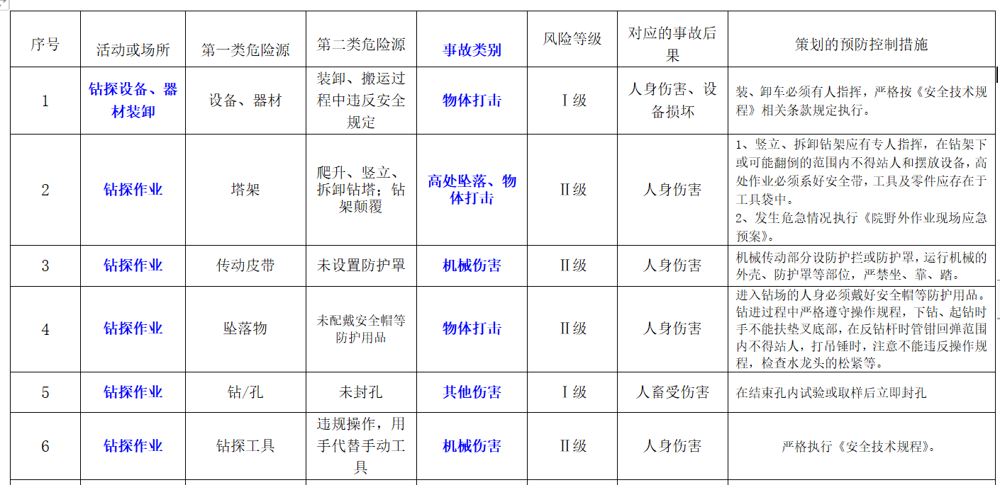 序号
活动或场所
第一类危险源
第二类危险源
事故类别
风险等级
对应的事故后
果
策划的预防控制措施
1
钻探设备、器
材装卸
设备、器材
装卸、搬运过
程中违反安全
规定
物体打击
Ⅰ级
人身伤害、设
备损坏
装、卸车必须有人指挥，严格按《安全技术规
程》相关条款规定执行。
2
钻探作业
塔架
爬升、竖立、
拆卸钻塔；钻
架颠覆
高处坠落、物
体打击
Ⅱ级
人身伤害
1、竖立、拆卸钻架应有专人指挥，在钻架下
或可能翻倒的范围内不得站人和摆放设备，高
处作业必须系好安全带，工具及零件应存在于
工具袋中。
2、发生危急情况执行《院野外作业现场应急
预案》。
3
钻探作业
传动皮带
未设置防护罩
机械伤害
Ⅱ级
人身伤害
机械传动部分设防护拦或防护罩，运行机械的
外壳、防护罩等部位，严禁坐、靠、踏。
4
钻探作业
坠落物
未配戴安全帽等
防护用品
物体打击
Ⅱ级
人身伤害
进入钻场的人身必须戴好安全帽等防护用品。
钻进过程中严格遵守操作规程，下钻、起钻时
手不能扶垫叉底部，在反钻杆时管钳回弹范围
内不得站人，打吊锤时，注意不能违反操作规
程，检查水龙头的松紧等。
5
钻探作业
钻/孔
未封孔
其他伤害
Ⅰ级
人畜受伤害
在结束孔内试验或取样后立即封孔
6
钻探作业
钻探工具
违规操作，用
手代替手动工
具
机械伤害
Ⅱ级
人身伤害
严格执行《安全技术规程》。